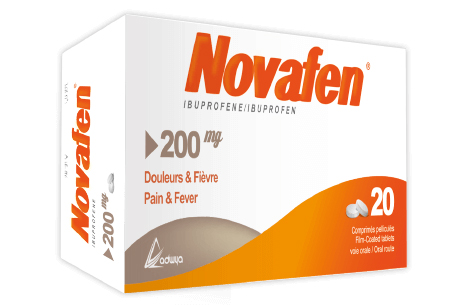 Novafen®
IBUPROFENE/IBUPROFEN
200 mg
Douleurs & Fièvre
Pain & Fever
adwya
20
Comprimés pelliculés
Film-Coated tablets
voie orale / Oral route
Novafen
IBUPROFENE
200 mg